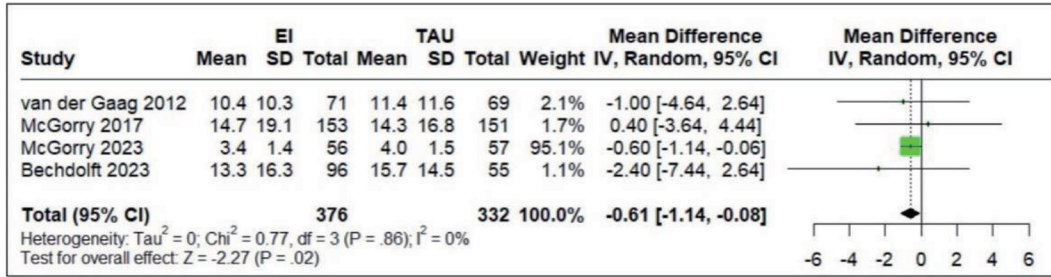 EI TAU Mean Difference Mean Difference
Study Mean SD Total Mean SD Total Weight IV, Random, 95% CI IV, Random, 95% CI
van der Gaag 2012 10.4 10.3 71 11.4 11.6 69 2.1% -1.00 [-4.64, 2.64]
McGorry 2017 14.7 19.1 153 14.3 16.8 151 1.7% 0.40 [-3.64, 4.44]
McGorry 2023 3.4 1.4 56 4.0 1.5 57 95.1% -0.60 [-1.14, -0.06]
Bechdolft 2023 13.3 16.3 96 15.7 14.5 55 1.1% -2.40 [-7.44, 2.64]
Total (95% CI) 376 332 100.0% -0.61 [-1.14, -0.08]
Heterogeneity: Tau² = 0; Chi² = 0.77, df = 3 (P = .86); I² = 0%
Test for overall effect: Z = -2.27 (P = .02)
-6 -4 -2 0 2 4 6